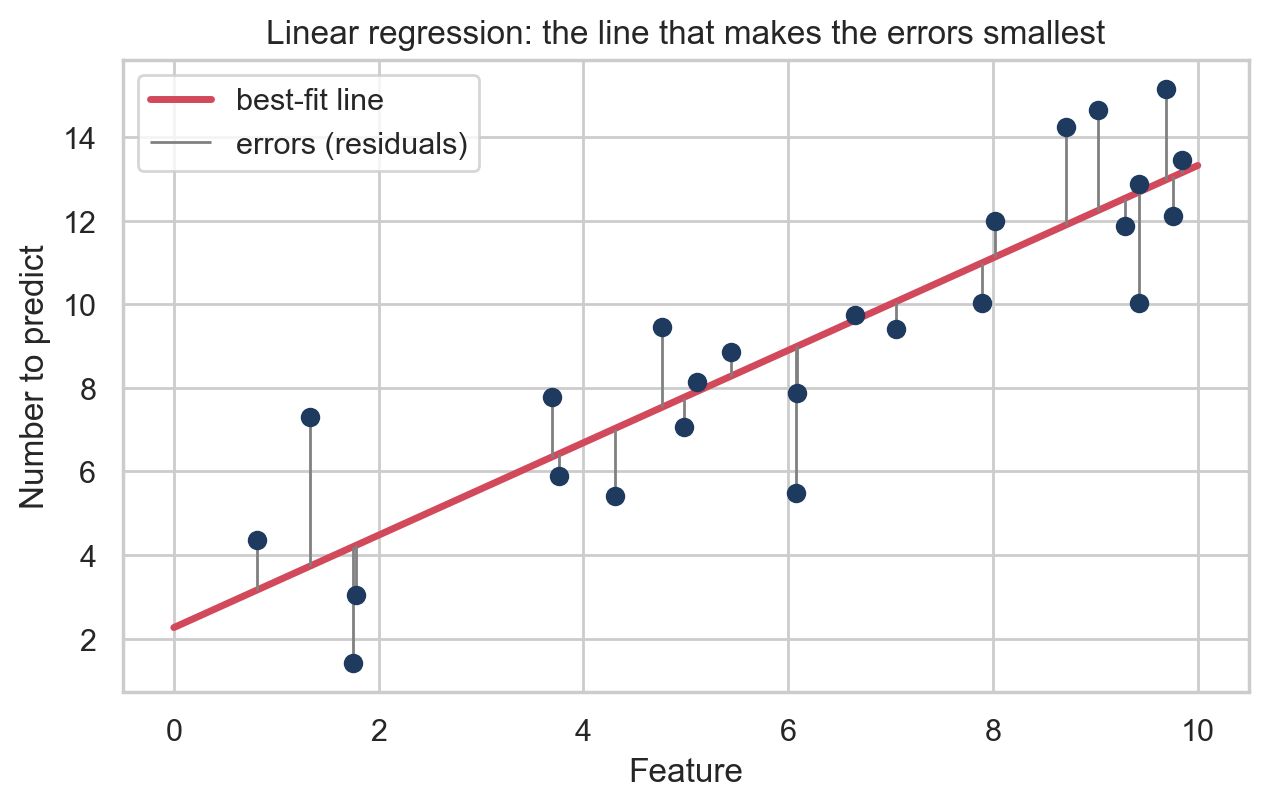 Linear regression: the line that makes the errors smallest
best-fit line
errors (residuals)
14
12
10
8
6
4
2
Number to predict
0 2 4 6 8 10
Feature